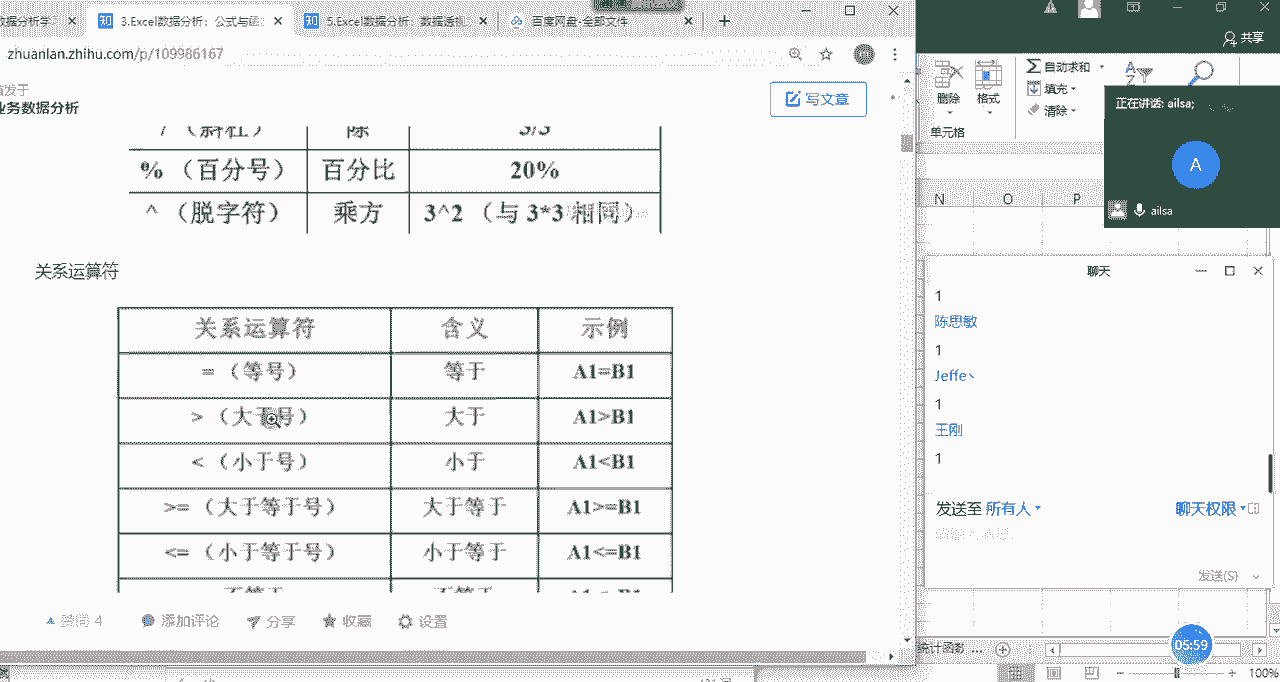 数据分析学
3.Excel数据分析：公式与函
5.Excel数据分析：数据透视
百度网盘-全部文件
zhuanlan.zhihu.com/p/109986167
发于
业务数据分析
写文章
/ （斜杠） 除 3/3
% （百分号） 百分比 20%
^ （脱字符） 乘方 3^2 （与 3*3 相同）
关系运算符
关系运算符 含义 示例
= （等号） 等于 A1=B1
> （大于号） 大于 A1>B1
< （小于号） 小于 A1<B1
>= （大于等于号） 大于等于 A1>=B1
<= （小于等于号） 小于等于 A1<=B1
赞同 4 添加评论 分享 收藏 设置
共享
删除 格式
自动求和
填充
清除
单元格
正在讲话: ailsa;
A
ailsa
N O P
聊天
1
陈思敏
1
Jeffe、
1
王刚
1
发送至 所有人
聊天权限
发送(S)
统计图影 ...
05:59
100%